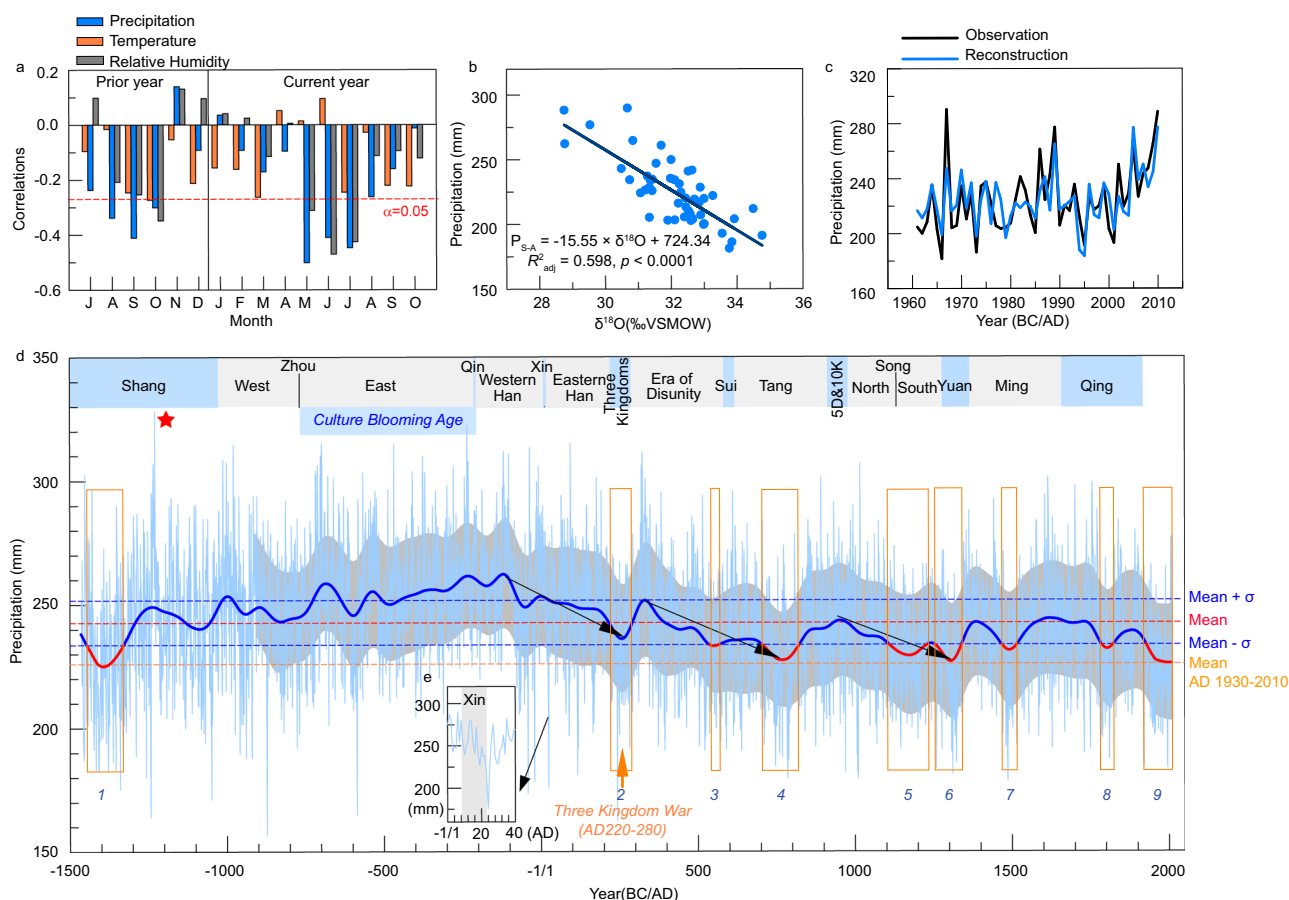 Precipitation
Temperature
Relative Humidity
a
Prior year
Current year
0.2
0.0
-0.2
-0.4
-0.6
Correlations
α=0.05
J A S O N D J F M A M J J A S O
Month
b
300
250
200
150
Precipitation (mm)
P S-A = -15.55 × δ¹⁸O + 724.34
R²adj = 0.598, p < 0.0001
28 30 32 34 36
δ¹⁸O(‰VSMOW)
Observation
Reconstruction
c
320
280
240
200
160
Precipitation (mm)
1960 1970 1980 1990 2000 2010
Year (BC/AD)
d
350
300
250
200
150
Precipitation (mm)
Shang
West
Zhou
East
Qin
Western
Han
Xin
Eastern
Han
Three
Kingdoms
Era of
Disunity
Sui
Tang
5D&10K
Song
North
South
Yuan
Ming
Qing
Culture Blooming Age
Mean + σ
Mean
Mean - σ
Mean
AD 1930-2010
e
Xin
300
250
200
(mm)
-1/1 20 40 (AD)
1 2 3 4 5 6 7 8 9
Three Kingdom War
(AD220-280)
-1500 -1000 -500 -1/1 500 1000 1500 2000
Year(BC/AD)